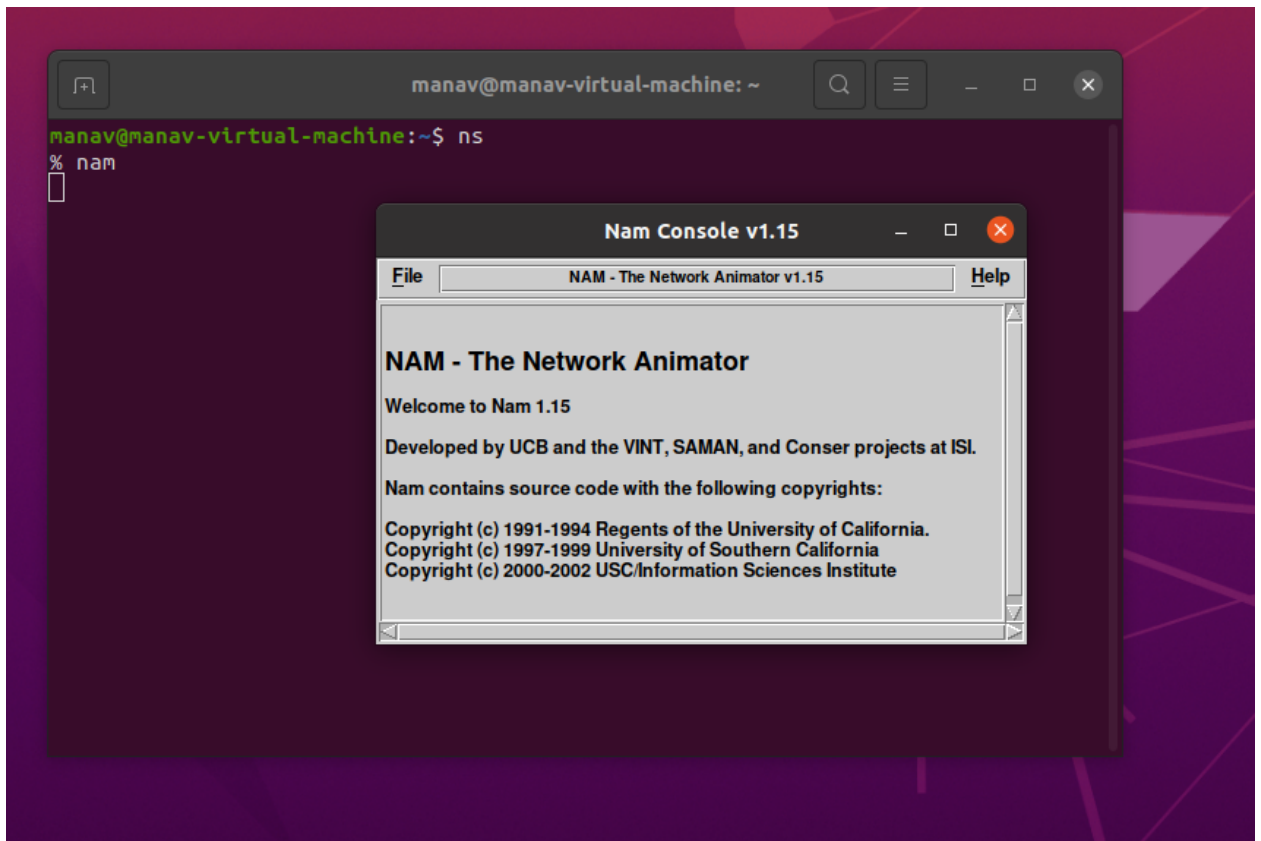 manav@manav-virtual-machine: ~
manav@manav-virtual-machine:~$ ns
% nam
Nam Console v1.15
File NAM - The Network Animator v1.15 Help
NAM - The Network Animator
Welcome to Nam 1.15
Developed by UCB and the VINT, SAMAN, and Conser projects at ISI.
Nam contains source code with the following copyrights:
Copyright (c) 1991-1994 Regents of the University of California.
Copyright (c) 1997-1999 University of Southern California
Copyright (c) 2000-2002 USC/Information Sciences Institute